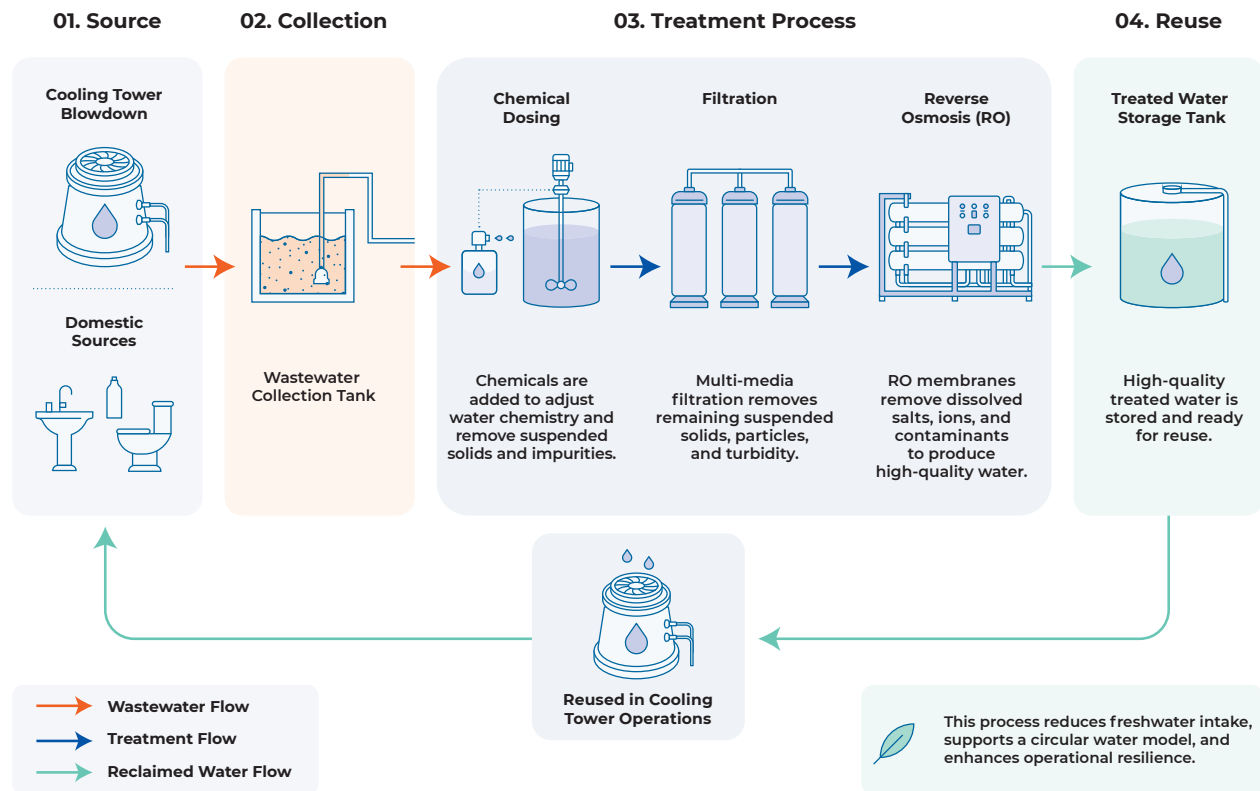 01. Source
02. Collection
03. Treatment Process
04. Reuse
Cooling Tower
Blowdown
Domestic
Sources
Wastewater
Collection Tank
Chemical
Dosing
Chemicals are
added to adjust
water chemistry and
remove suspended
solids and impurities.
Filtration
Multi-media
filtration removes
remaining suspended
solids, particles,
and turbidity.
Reverse
Osmosis (RO)
RO membranes
remove dissolved
salts, ions, and
contaminants
to produce
high-quality water.
Treated Water
Storage Tank
High-quality
treated water is
stored and ready
for reuse.
Reused in Cooling
Tower Operations
Wastewater Flow
Treatment Flow
Reclaimed Water Flow
This process reduces freshwater intake,
supports a circular water model, and
enhances operational resilience.